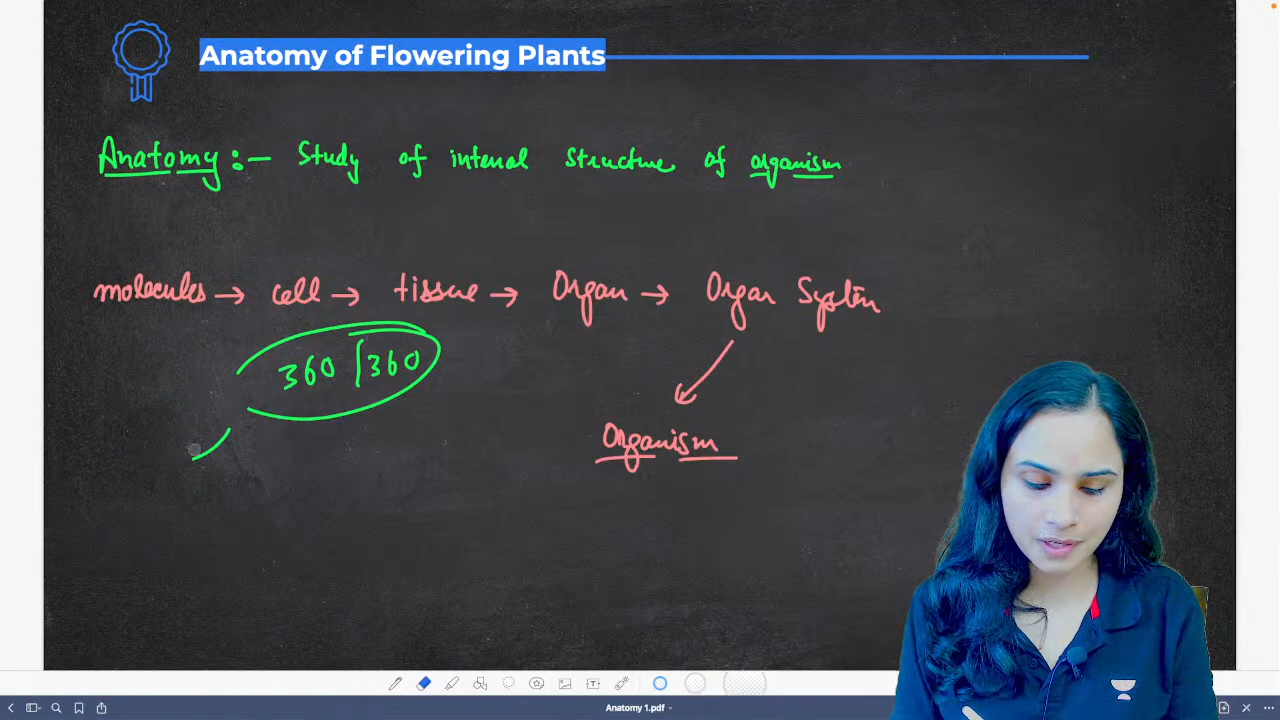 Anatomy of Flowering Plants
Anatomy :- Study of internal structure of organism
molecules → cell → tissue → Organ → Organ System
360 | 360
Organism
Anatomy 1.pdf